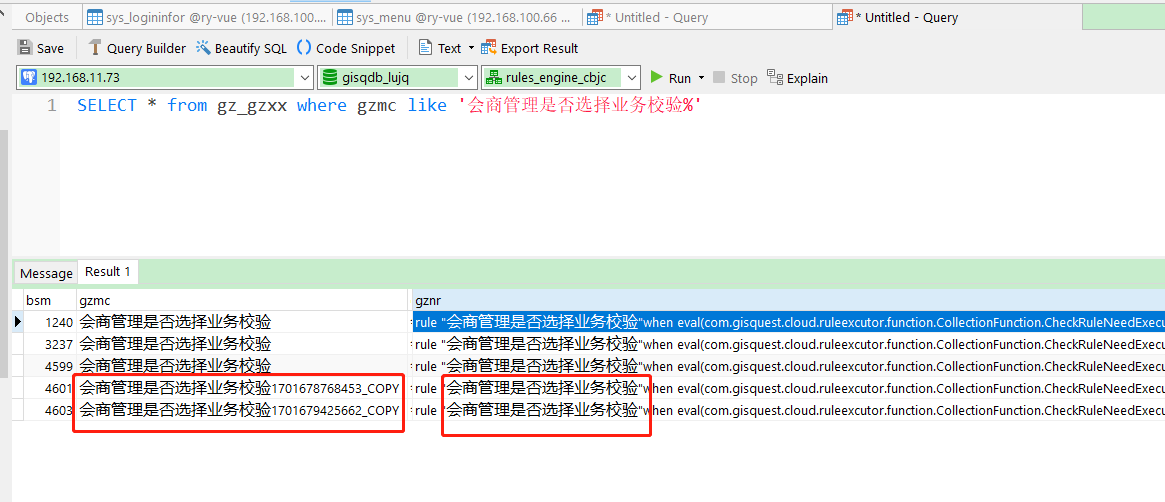 Objects sys_logininfor @ry-vue (192.168.100.... sys_menu @ry-vue (192.168.100.66 ... * Untitled - Query * Untitled - Query
Save Query Builder Beautify SQL () Code Snippet Text Export Result
192.168.11.73 gisqdb_lujq rules_engine_cbjc Run Stop Explain
1 SELECT * from gz_gzxx where gzmc like '会商管理是否选择业务校验%'
Message Result 1
bsm gzmc gznr
1240 会商管理是否选择业务校验 rule "会商管理是否选择业务校验"when eval(com.gisquest.cloud.ruleexcutor.function.CollectionFunction.CheckRuleNeedExecu
3237 会商管理是否选择业务校验 rule "会商管理是否选择业务校验"when eval(com.gisquest.cloud.ruleexcutor.function.CollectionFunction.CheckRuleNeedExecu
4599 会商管理是否选择业务校验 rule "会商管理是否选择业务校验"when eval(com.gisquest.cloud.ruleexcutor.function.CollectionFunction.CheckRuleNeedExecu
4601 会商管理是否选择业务校验1701678768453_COPY rule "会商管理是否选择业务校验"when eval(com.gisquest.cloud.ruleexcutor.function.CollectionFunction.CheckRuleNeedExecu
4603 会商管理是否选择业务校验1701679425662_COPY rule "会商管理是否选择业务校验"when eval(com.gisquest.cloud.ruleexcutor.function.CollectionFunction.CheckRuleNeedExecu